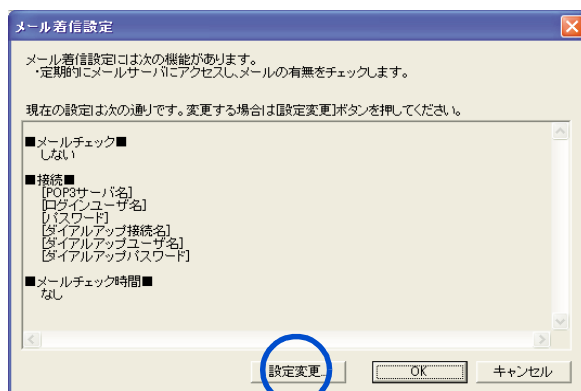 メール着信設定
メール着信設定には次の機能があります。
・定期的にメールサーバにアクセスし、メールの有無をチェックします。
現在の設定は次の通りです。変更する場合は[設定変更]ボタンを押してください。
■メールチェック■
しない
■接続■
[POP3サーバ名]
[ログインユーザ名]
[パスワード]
[ダイアルアップ接続名]
[ダイアルアップユーザ名]
[ダイアルアップパスワード]
■メールチェック時間■
なし
設定変更... OK キャンセル